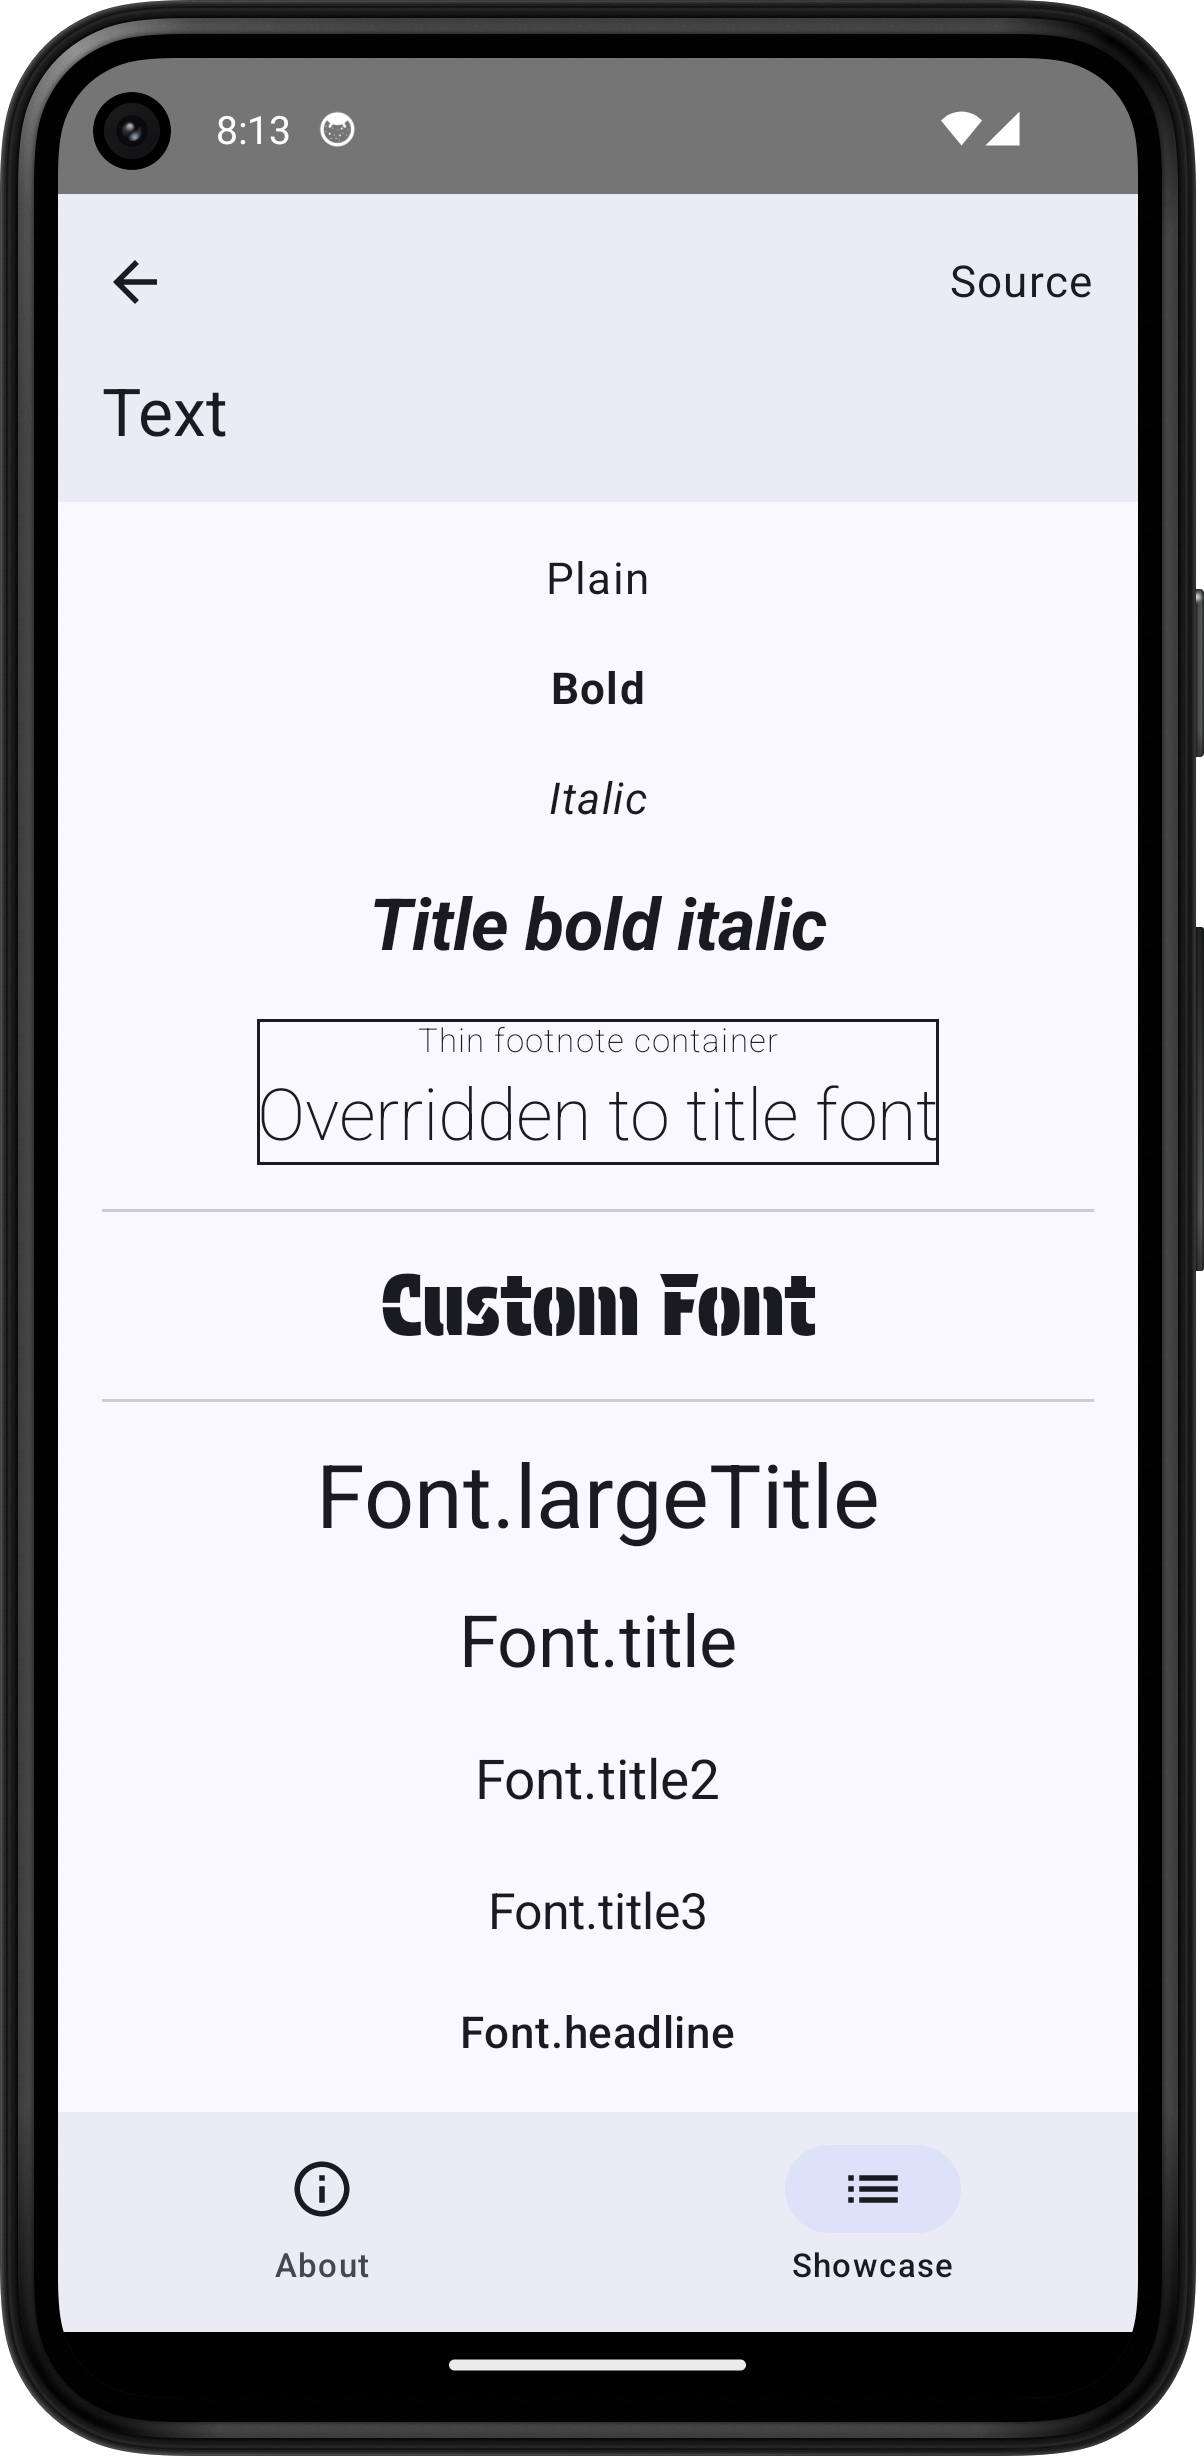 8:13
Source
Text
Plain
Bold
Italic
Title bold italic
Thin footnote container
Overridden to title font
Custom Font
Font.largeTitle
Font.title
Font.title2
Font.title3
Font.headline
About
Showcase